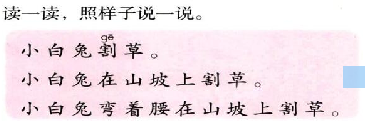 读一读，照样子说一说。
gē
小白兔割草。
小白兔在山坡上割草。
小白兔弯着腰在山坡上割草。